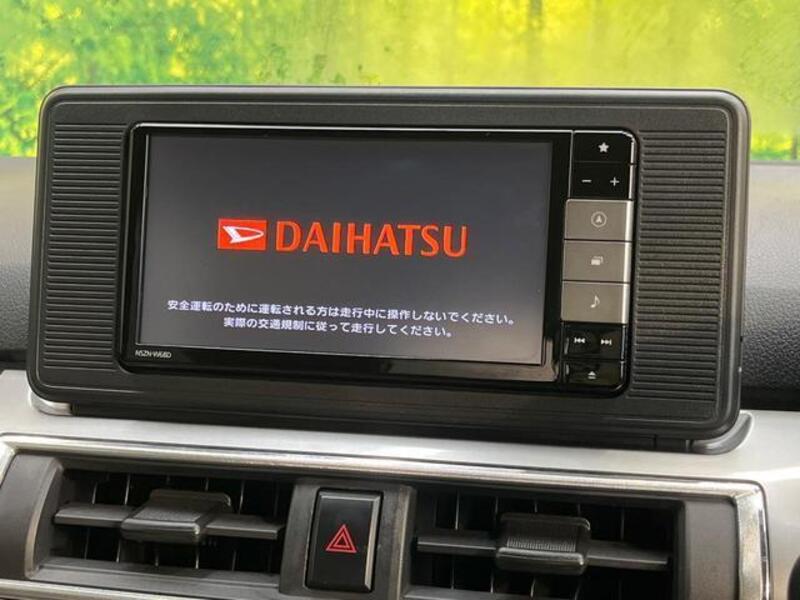 DAIHATSU
安全運転のために運転される方は走行中に操作しないでください。
実際の交通規制に従って走行してください。
NSZN-W68D